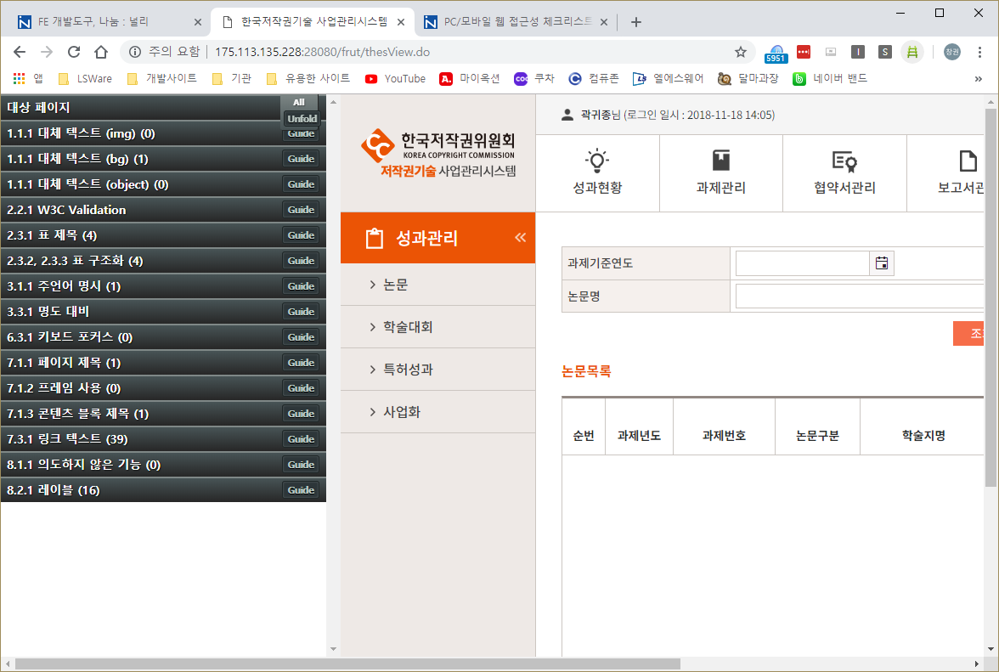 FE 개발도구, 나눔 : 널리
한국저작권기술 사업관리시스템
PC/모바일 웹 접근성 체크리스트
주의 요함
175.113.135.228:28080/frut/thesView.do
5951
I
S
창권
앱
LSWare
개발사이트
기관
유용한 사이트
YouTube
A.
마이옥션
쿠차
컴퓨존
엘에스웨어
달마과장
b
네이버 밴드
»
대상 페이지
All
Unfold
1.1.1 대체 텍스트 (img) (0)
Guide
1.1.1 대체 텍스트 (bg) (1)
Guide
1.1.1 대체 텍스트 (object) (0)
Guide
2.2.1 W3C Validation
Guide
2.3.1 표 제목 (4)
Guide
2.3.2, 2.3.3 표 구조화 (4)
Guide
3.1.1 주언어 명시 (1)
Guide
3.3.1 명도 대비
Guide
6.3.1 키보드 포커스 (0)
Guide
7.1.1 페이지 제목 (1)
Guide
7.1.2 프레임 사용 (0)
Guide
7.1.3 콘텐츠 블록 제목 (1)
Guide
7.3.1 링크 텍스트 (39)
Guide
8.1.1 의도하지 않은 기능 (0)
Guide
8.2.1 레이블 (16)
Guide
한국저작권위원회
KOREA COPYRIGHT COMMISSION
저작권기술 사업관리시스템
성과관리
논문
학술대회
특허성과
사업화
곽귀종님 (로그인 일시 : 2018-11-18 14:05)
성과현황
과제관리
협약서관리
보고서관
과제기준연도
논문명
조
논문목록
순번
과제년도
과제번호
논문구분
학술지명